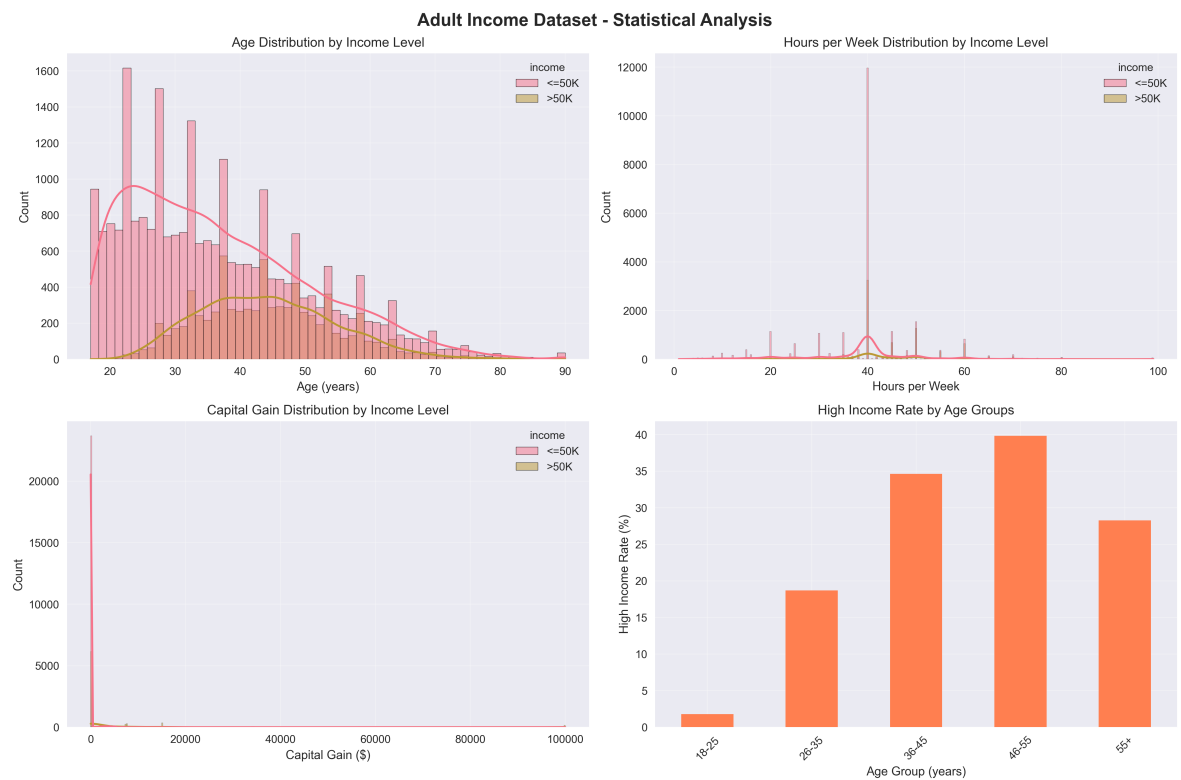 Adult Income Dataset - Statistical Analysis
Age Distribution by Income Level
Count
1600
1400
1200
1000
800
600
400
200
0
income
<=50K
>50K
20 30 40 50 60 70 80 90
Age (years)
Hours per Week Distribution by Income Level
Count
12000
10000
8000
6000
4000
2000
0
income
<=50K
>50K
0 20 40 60 80 100
Hours per Week
Capital Gain Distribution by Income Level
Count
20000
15000
10000
5000
0
income
<=50K
>50K
0 20000 40000 60000 80000 100000
Capital Gain ($)
High Income Rate by Age Groups
High Income Rate (%)
40
35
30
25
20
15
10
5
0
18-25 26-35 36-45 46-55 55+
Age Group (years)